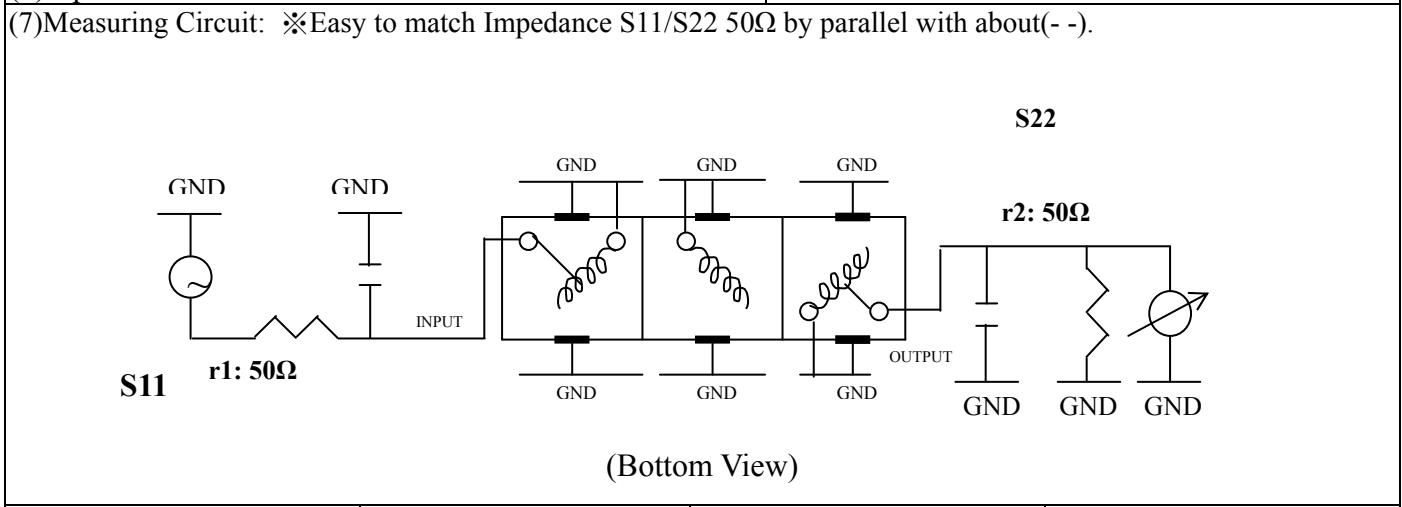 (7)Measuring Circuit: ※Easy to match Impedance S11/S22 50Ω by parallel with about(- -).
S22
GND GND GND
GND GND
r2: 50Ω
INPUT
r1: 50Ω
OUTPUT
S11
GND GND GND
GND GND GND
(Bottom View)